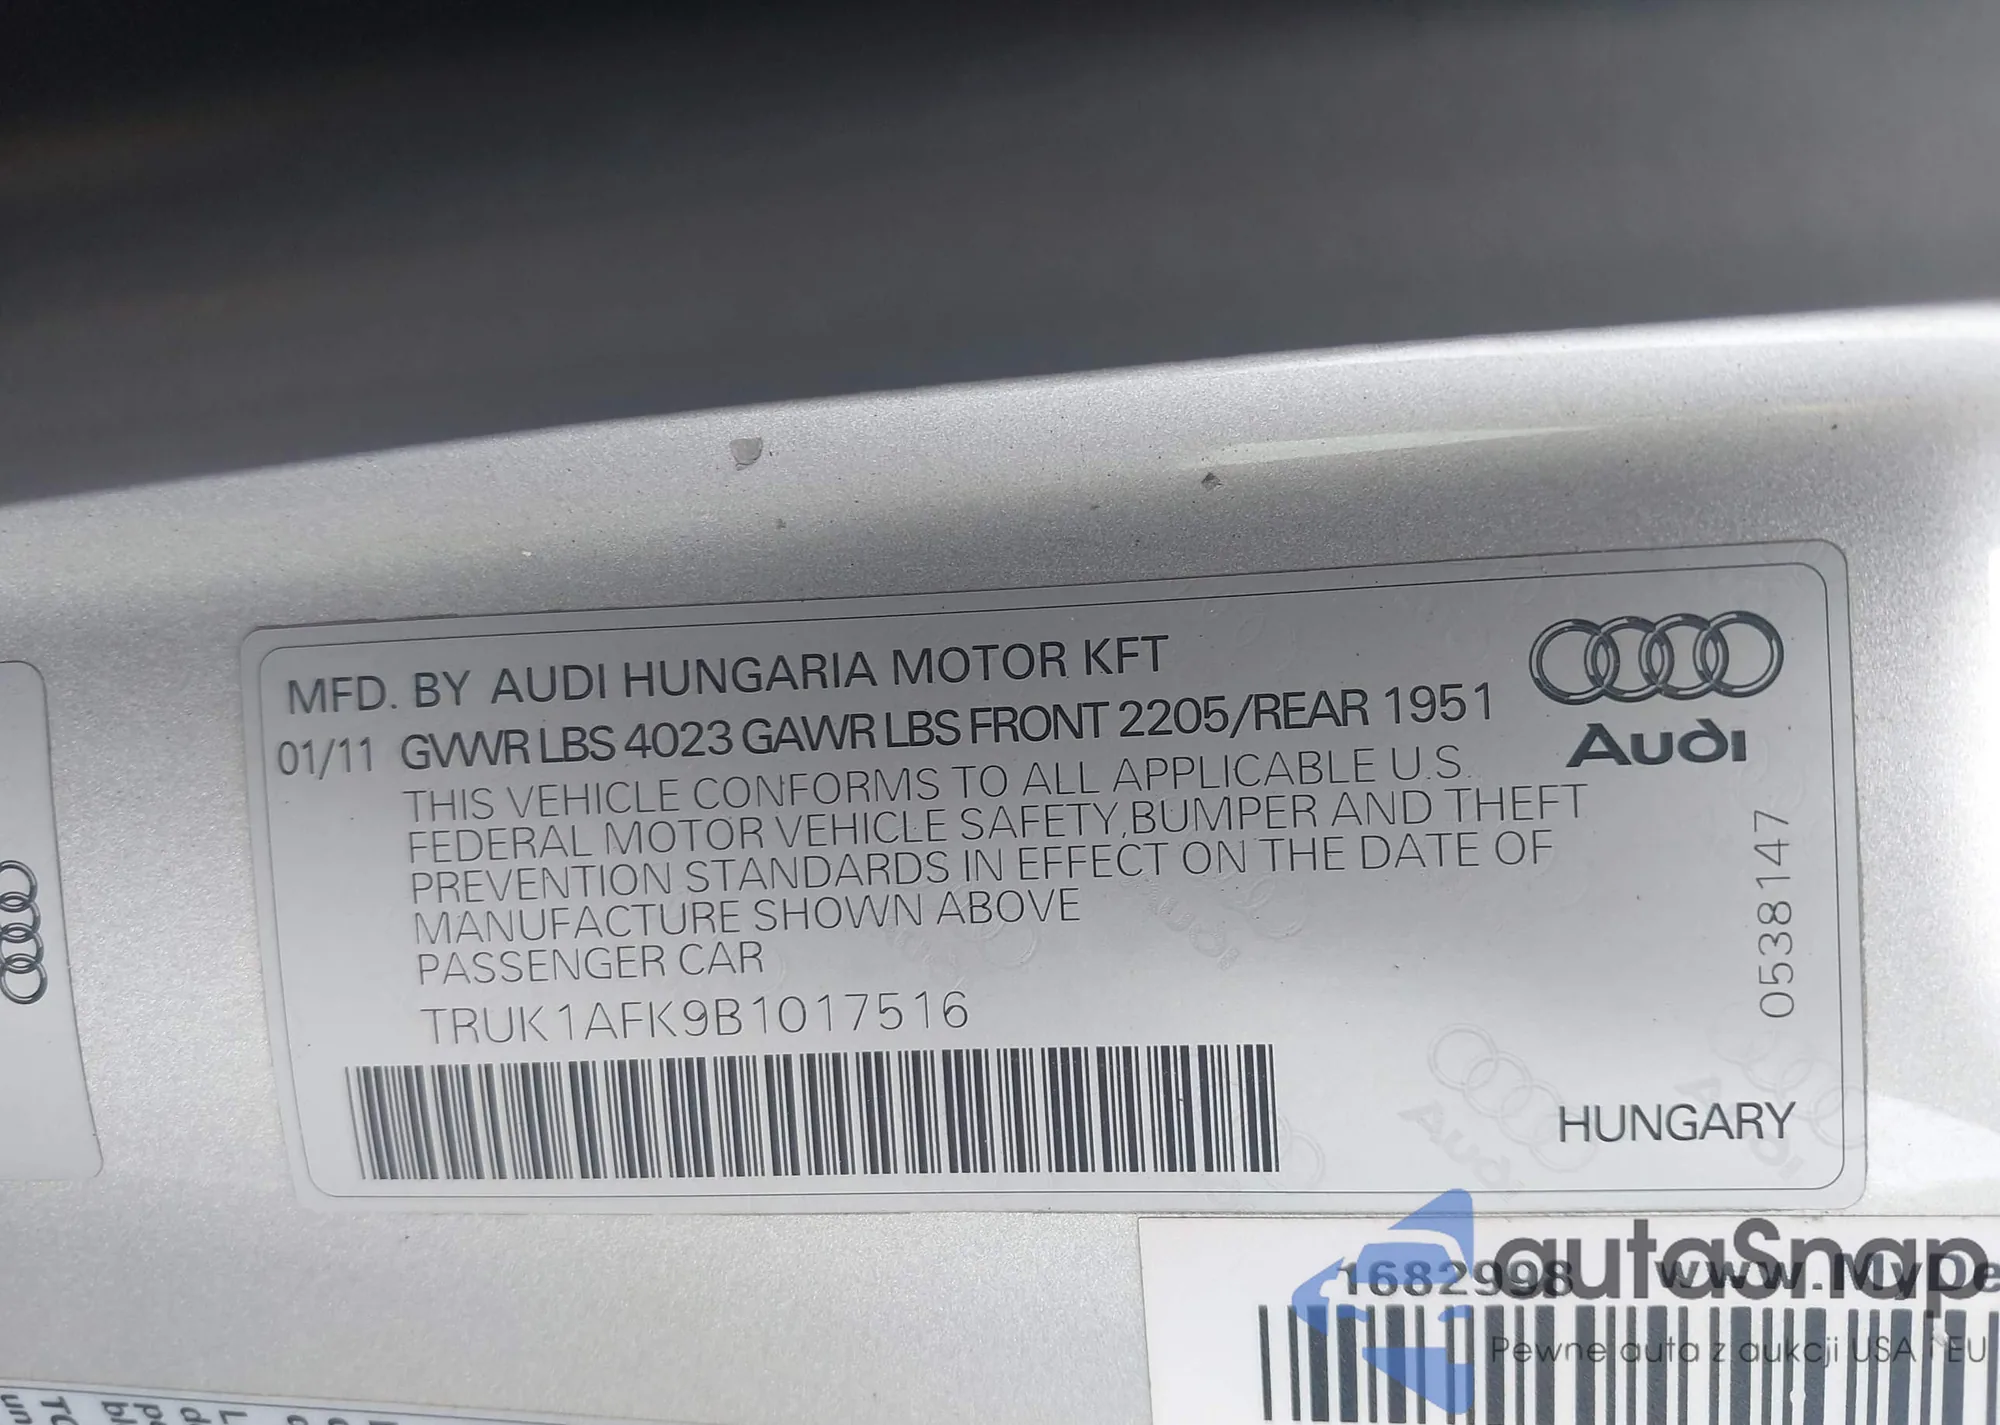 MFD. BY AUDI HUNGARIA MOTOR KFT
01/11 GVWR LBS 4023 GAWR LBS FRONT 2205/REAR 1951
THIS VEHICLE CONFORMS TO ALL APPLICABLE U.S.
FEDERAL MOTOR VEHICLE SAFETY, BUMPER AND THEFT
PREVENTION STANDARDS IN EFFECT ON THE DATE OF
MANUFACTURE SHOWN ABOVE
PASSENGER CAR
TRUK1AFK9B1017516
Audi
0538147
HUNGARY
1682998
www.MyDe
autaSnap
Pewne auta z aukcji USA i EU